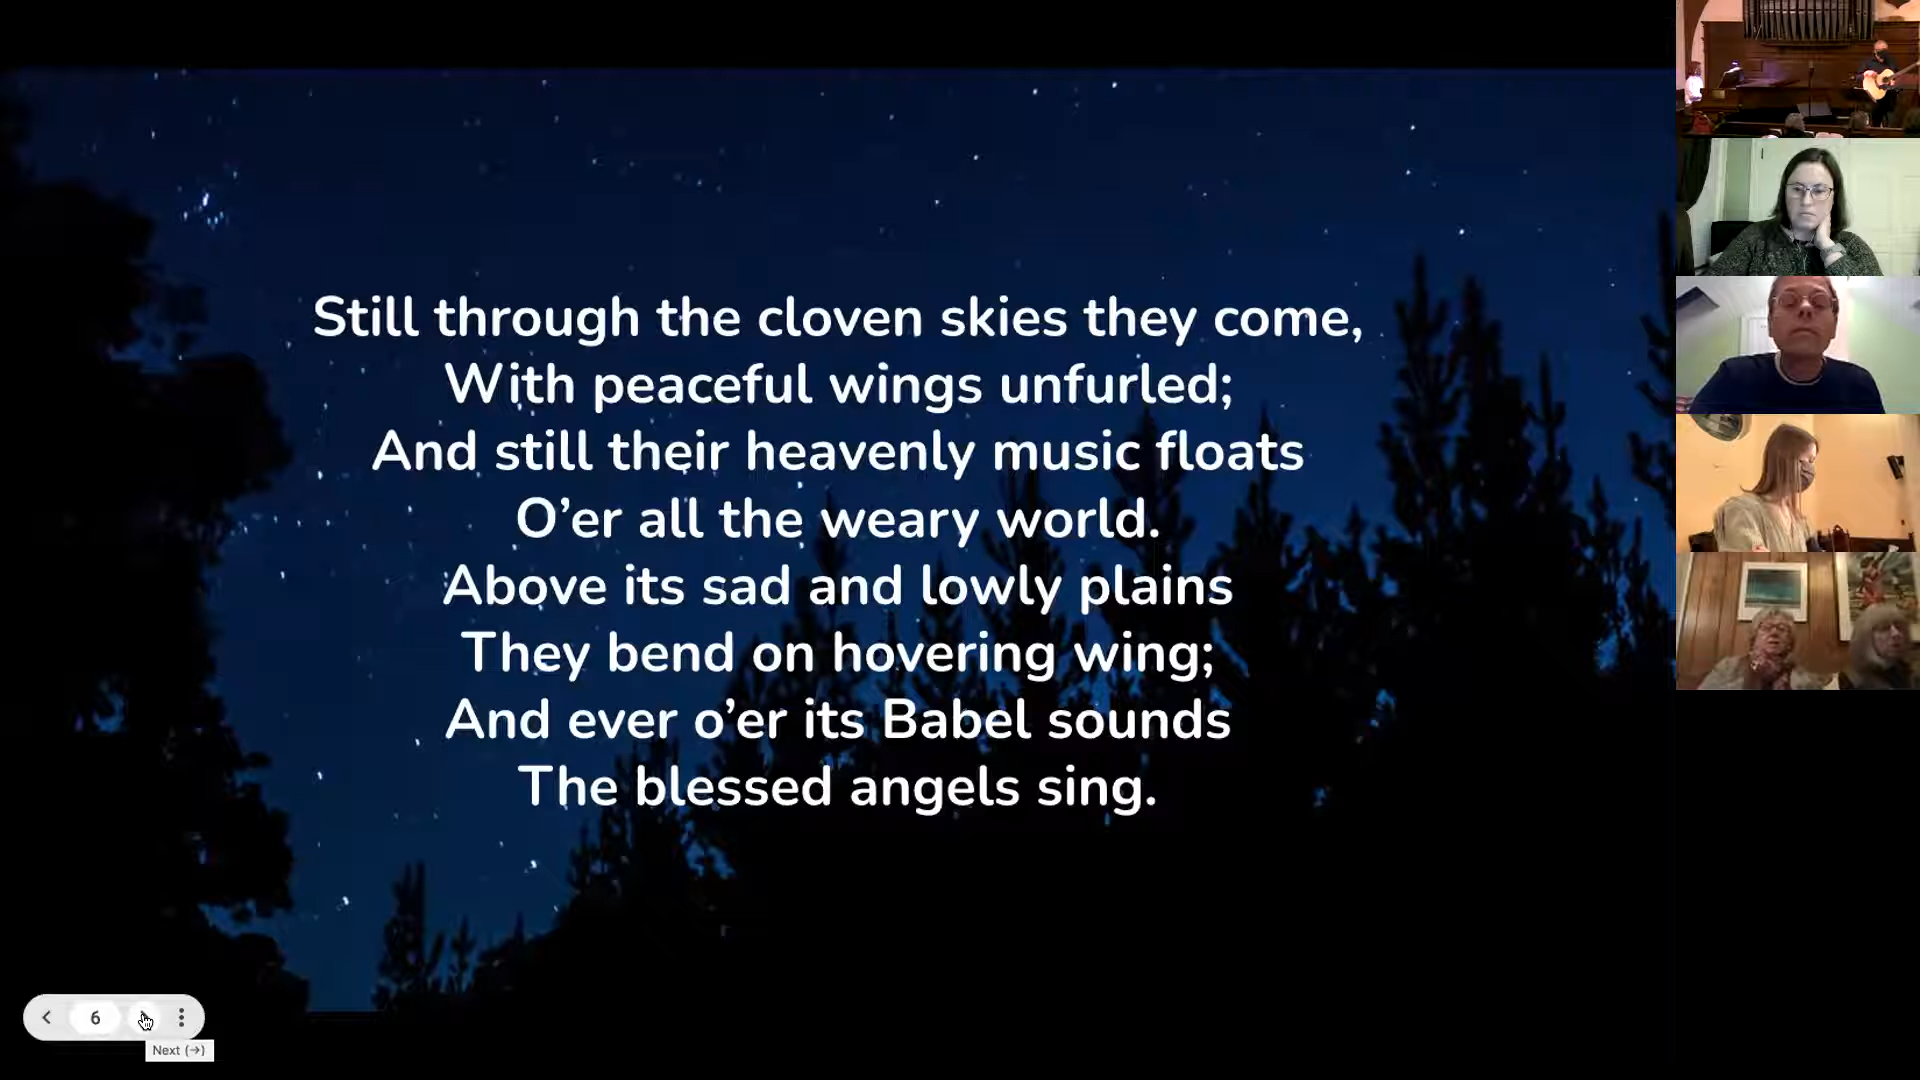 Still through the cloven skies they come,
With peaceful wings unfurled;
And still their heavenly music floats
O’er all the weary world.
Above its sad and lowly plains
They bend on hovering wing;
And ever o’er its Babel sounds
The blessed angels sing.
6
Next (→)